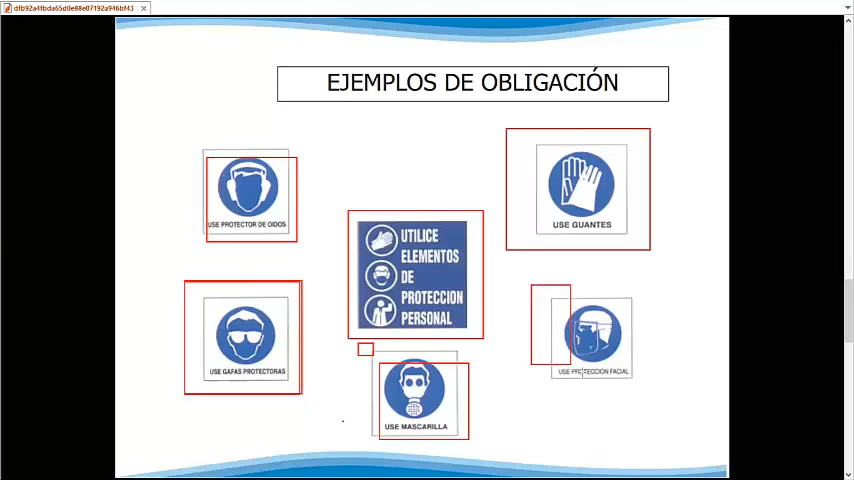 dfb92a4fbda65d0e88e07192a946bf43
EJEMPLOS DE OBLIGACIÓN
USE PROTECTOR DE OIDOS
USE GUANTES
UTILICE
ELEMENTOS
DE
PROTECCION
PERSONAL
USE GAFAS PROTECTORAS
USE PROTECCION FACIAL
USE MASCARILLA